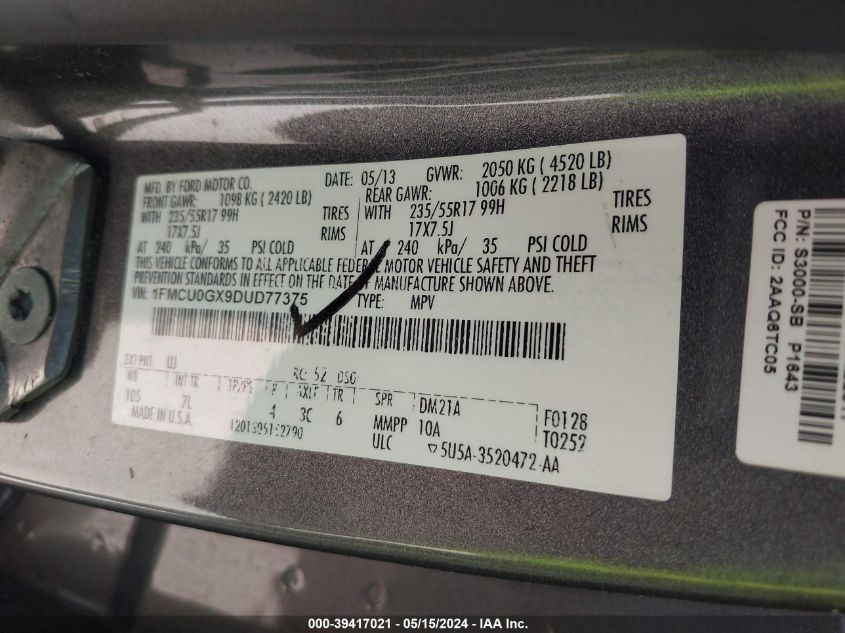 MFD. BY FORD MOTOR CO.
DATE: 05/13 GVWR: 2050 KG ( 4520 LB)
FRONT GAWR: 1098 KG ( 2420 LB)
REAR GAWR: 1006 KG ( 2218 LB)
WITH 235/55R17 99H TIRES
WITH 235/55R17 99H TIRES
17X7.5J RIMS
17X7.5J RIMS
AT 240 kPa/ 35 PSI COLD
AT 240 kPa/ 35 PSI COLD
THIS VEHICLE CONFORMS TO ALL APPLICABLE FEDERAL MOTOR VEHICLE SAFETY AND THEFT
PREVENTION STANDARDS IN EFFECT ON THE DATE OF MANUFACTURE SHOWN ABOVE.
VIN: 1FMCU0GX9DUD77375 TYPE: MPV
EXT PNT: UJ RC: 52 DSO:
WB INT TR TP/PS R AXLE TR SPR DM21A F0128
105 7L 4 3C 6 MMPP 10A T0252
MADE IN U.S.A. ULC 5U5A-3520472-AA
P/N: S3000-SB P1643
FCC ID: 2AAQ6TC05
000-39417021 - 05/15/2024 - IAA Inc.